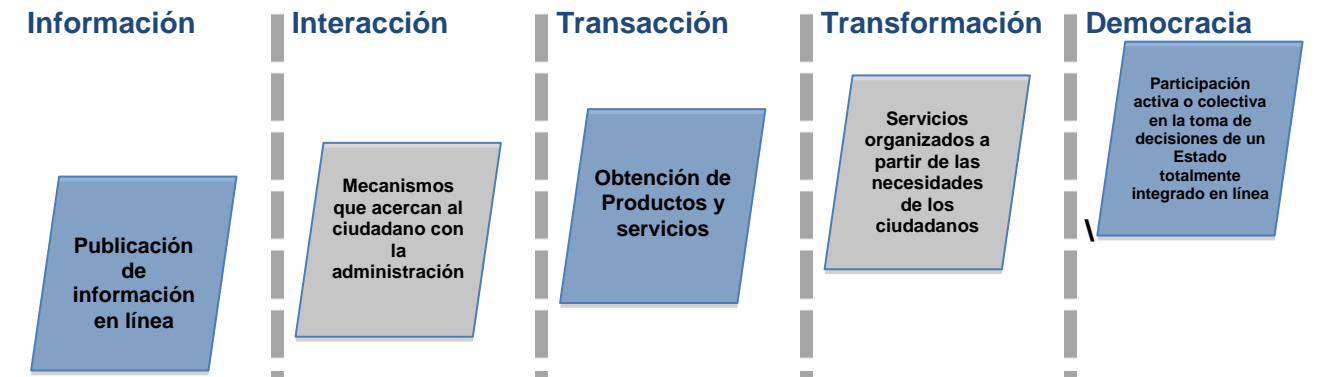 Información
Interacción
Transacción
Transformación
Democracia
Publicación
de
información
en línea
Mecanismos
que acercan al
ciudadano con
la
administración
Obtención de
Productos y
servicios
Servicios
organizados a
partir de las
necesidades
de los
ciudadanos
Participación
activa o colectiva
en la toma de
decisiones de un
Estado
totalmente
integrado en línea
\